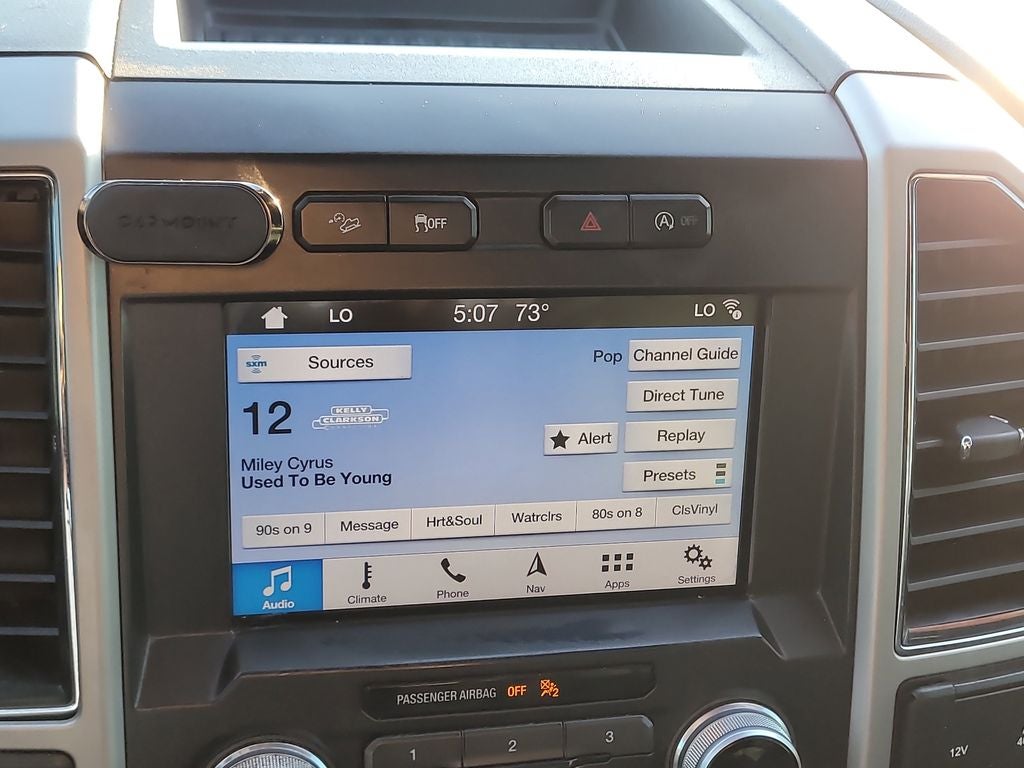 CAR MOUNT
OFF
A OFF
LO
5:07 73°
LO
sxm Sources
Pop
Channel Guide
12
KELLY
CLARKSON
Direct Tune
Alert
Replay
Miley Cyrus
Used To Be Young
Presets
90s on 9
Message
Hrt&Soul
Watrclrs
80s on 8
ClsVinyl
Audio
Climate
Phone
Nav
Apps
Settings
PASSENGER AIRBAG OFF 2
1
2
3
12V